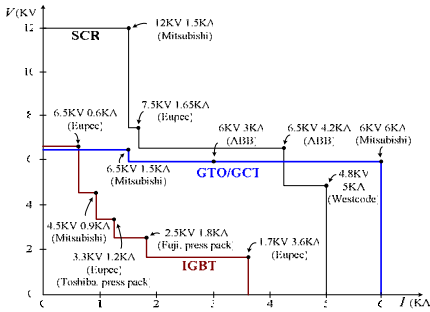 V(KV
12
SCR
12KV 1.5KA
(Mitsubishi)
10
8
7.5KV 1.65KA
(Eupec)
6.5KV 0.6KA
(Eupec)
6KV 3KA
(ABB)
6.5KV 4.2KA
(ABB)
6KV 6KA
(Mitsubishi)
6
6.5KV 1.5KA
(Mitsubishi)
GTO/GCT
4.8KV
5KA
(Westcode)
4
4.5KV 0.9KA
(Mitsubishi)
2.5KV 1.8KA
(Fuji, press pack)
1.7KV 3.6KA
(Eupec)
3.3KV 1.2KA
(Eupec)
(Toshiba, press pack)
IGBT
2
0
0 1 2 3 4 5 6 I (KA